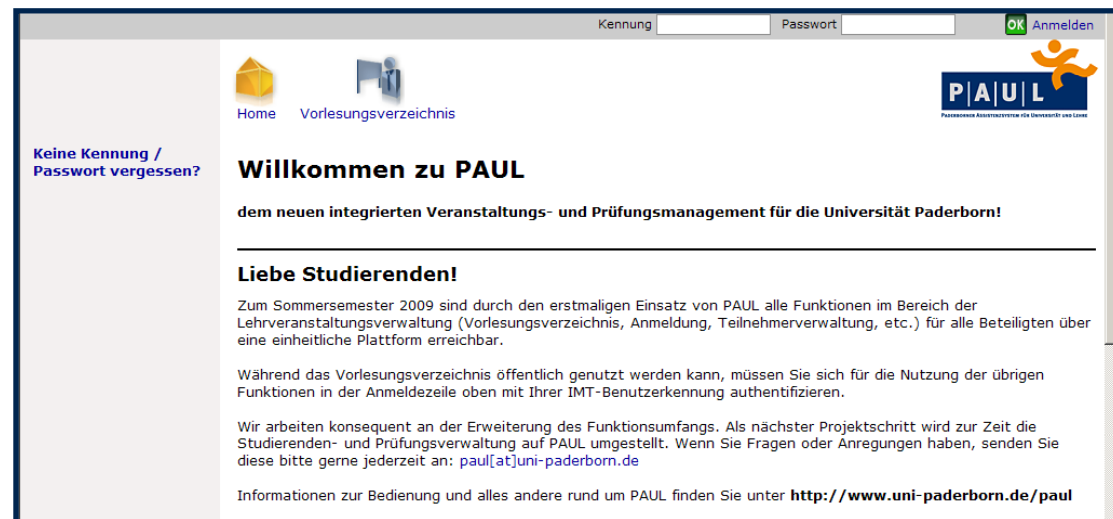 Kennung Passwort OK Anmelden
P|A|U|L
Paderborner Assistenzsystem für Universität und Lehre
Home Vorlesungsverzeichnis
Keine Kennung /
Passwort vergessen?
Willkommen zu PAUL
dem neuen integrierten Veranstaltungs- und Prüfungsmanagement für die Universität Paderborn!
Liebe Studierenden!
Zum Sommersemester 2009 sind durch den erstmaligen Einsatz von PAUL alle Funktionen im Bereich der
Lehrveranstaltungsverwaltung (Vorlesungsverzeichnis, Anmeldung, Teilnehmerverwaltung, etc.) für alle Beteiligten über
eine einheitliche Plattform erreichbar.
Während das Vorlesungsverzeichnis öffentlich genutzt werden kann, müssen Sie sich für die Nutzung der übrigen
Funktionen in der Anmeldezeile oben mit Ihrer IMT-Benutzerkennung authentifizieren.
Wir arbeiten konsequent an der Erweiterung des Funktionsumfangs. Als nächster Projektschritt wird zur Zeit die
Studierenden- und Prüfungsverwaltung auf PAUL umgestellt. Wenn Sie Fragen oder Anregungen haben, senden Sie
diese bitte gerne jederzeit an: paul[at]uni-paderborn.de
Informationen zur Bedienung und alles andere rund um PAUL finden Sie unter http://www.uni-paderborn.de/paul